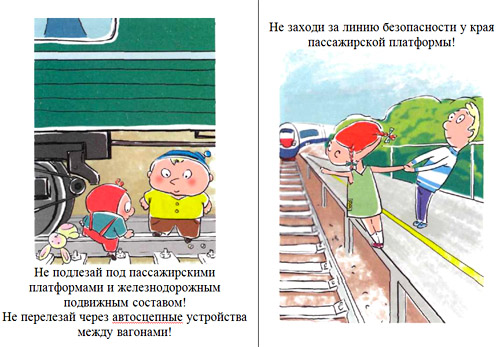 Не подлезай под пассажирскими
платформами и железнодорожным
подвижным составом!
Не перелезай через автосцепные устройства
между вагонами!
Не заходи за линию безопасности у края
пассажирской платформы!